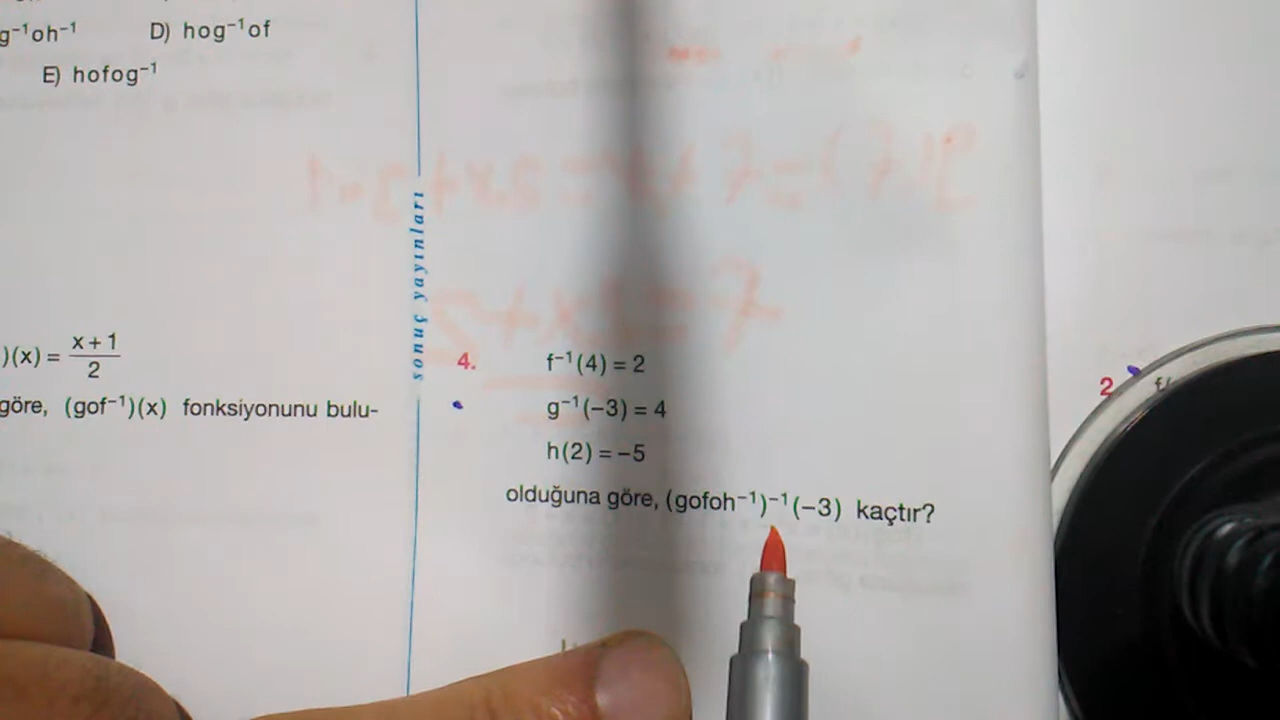 g⁻¹oh⁻¹ D) hog⁻¹of
E) hofog⁻¹
)(x) = x+1/2
göre, (gof⁻¹)(x) fonksiyonunu bulu-
sonuç yayınları
4. f⁻¹(4) = 2
g⁻¹(−3) = 4
h(2) = −5
olduğuna göre, (gofoh⁻¹)⁻¹(−3) kaçtır?
2.